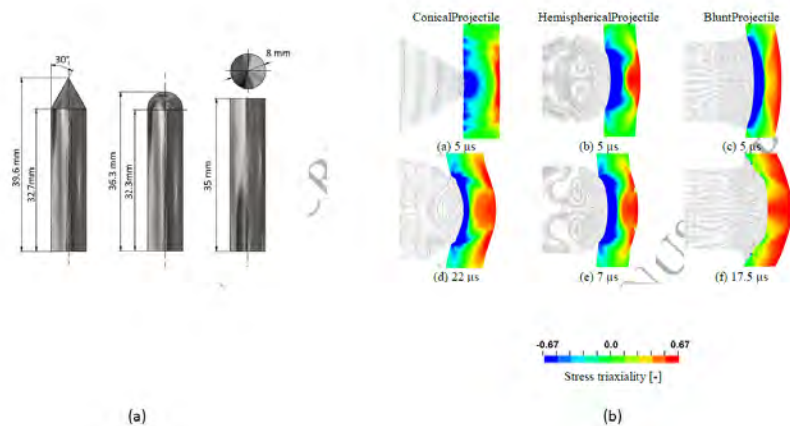 30°
8 mm
39.6 mm
32.7mm
36.3 mm
32.3mm
35 mm
(a)
ConicalProjectile
HemisphericalProjectile
BluntProjectile
(a) 5 µs
(b) 5 µs
(c) 5 µs
(d) 22 µs
(e) 7 µs
(f) 17.5 µs
-0.67
0.0
0.67
Stress triaxiality [-]
(b)